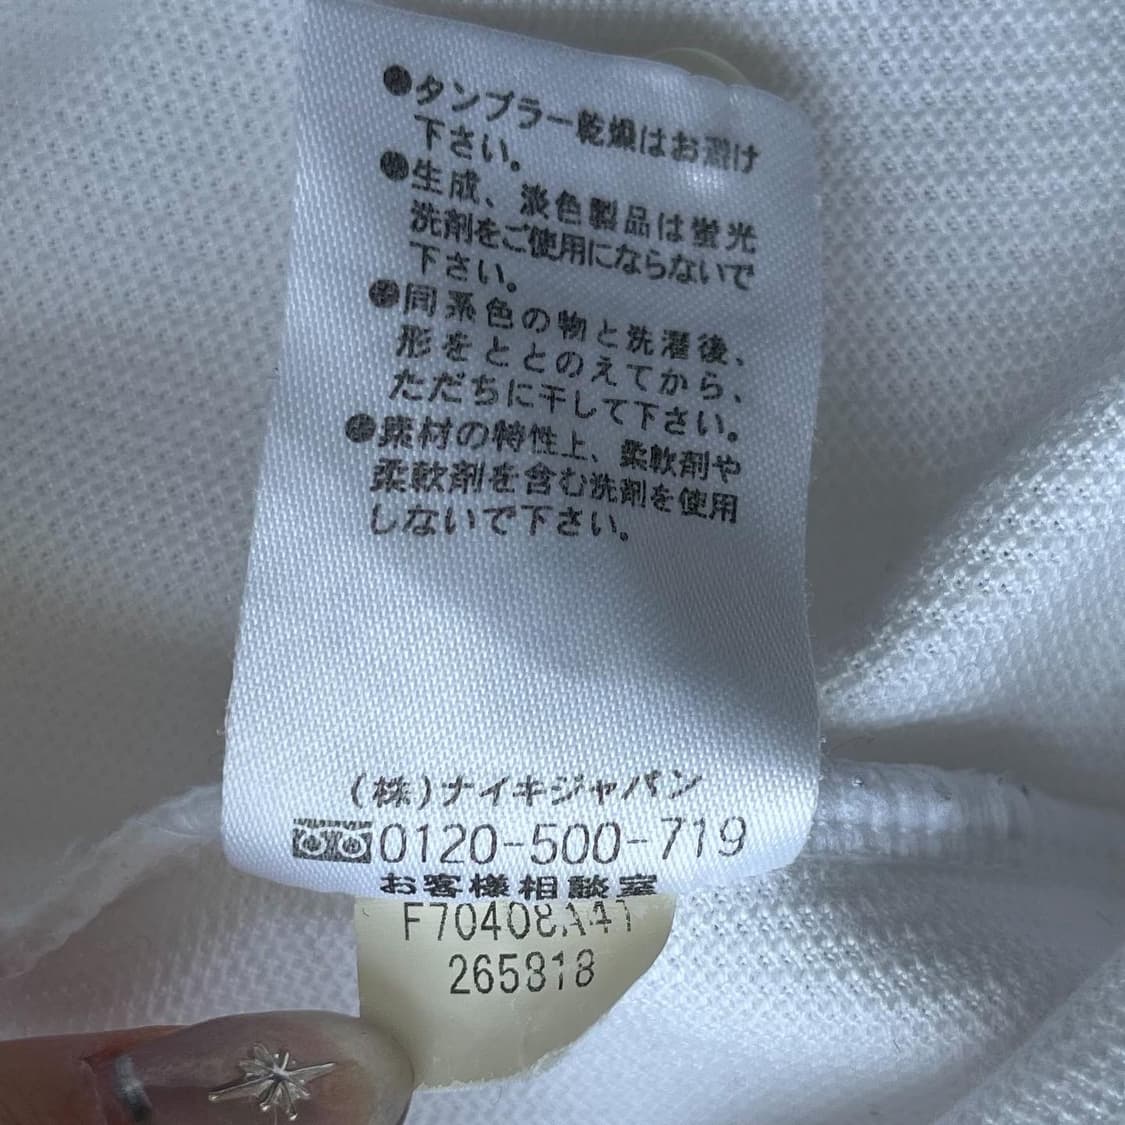 ●タンブラー乾燥はお避け
下さい。
●生成、淡色製品は蛍光
洗剤をご使用にならないで
下さい。
●同系色の物と洗濯後、
形をととのえてから、
ただちに干して下さい。
●素材の特性上、柔軟剤や
柔軟剤を含む洗剤を使用
しないで下さい。
(株)ナイキジャパン
0120-500-719
お客様相談室
F70408A41
265818